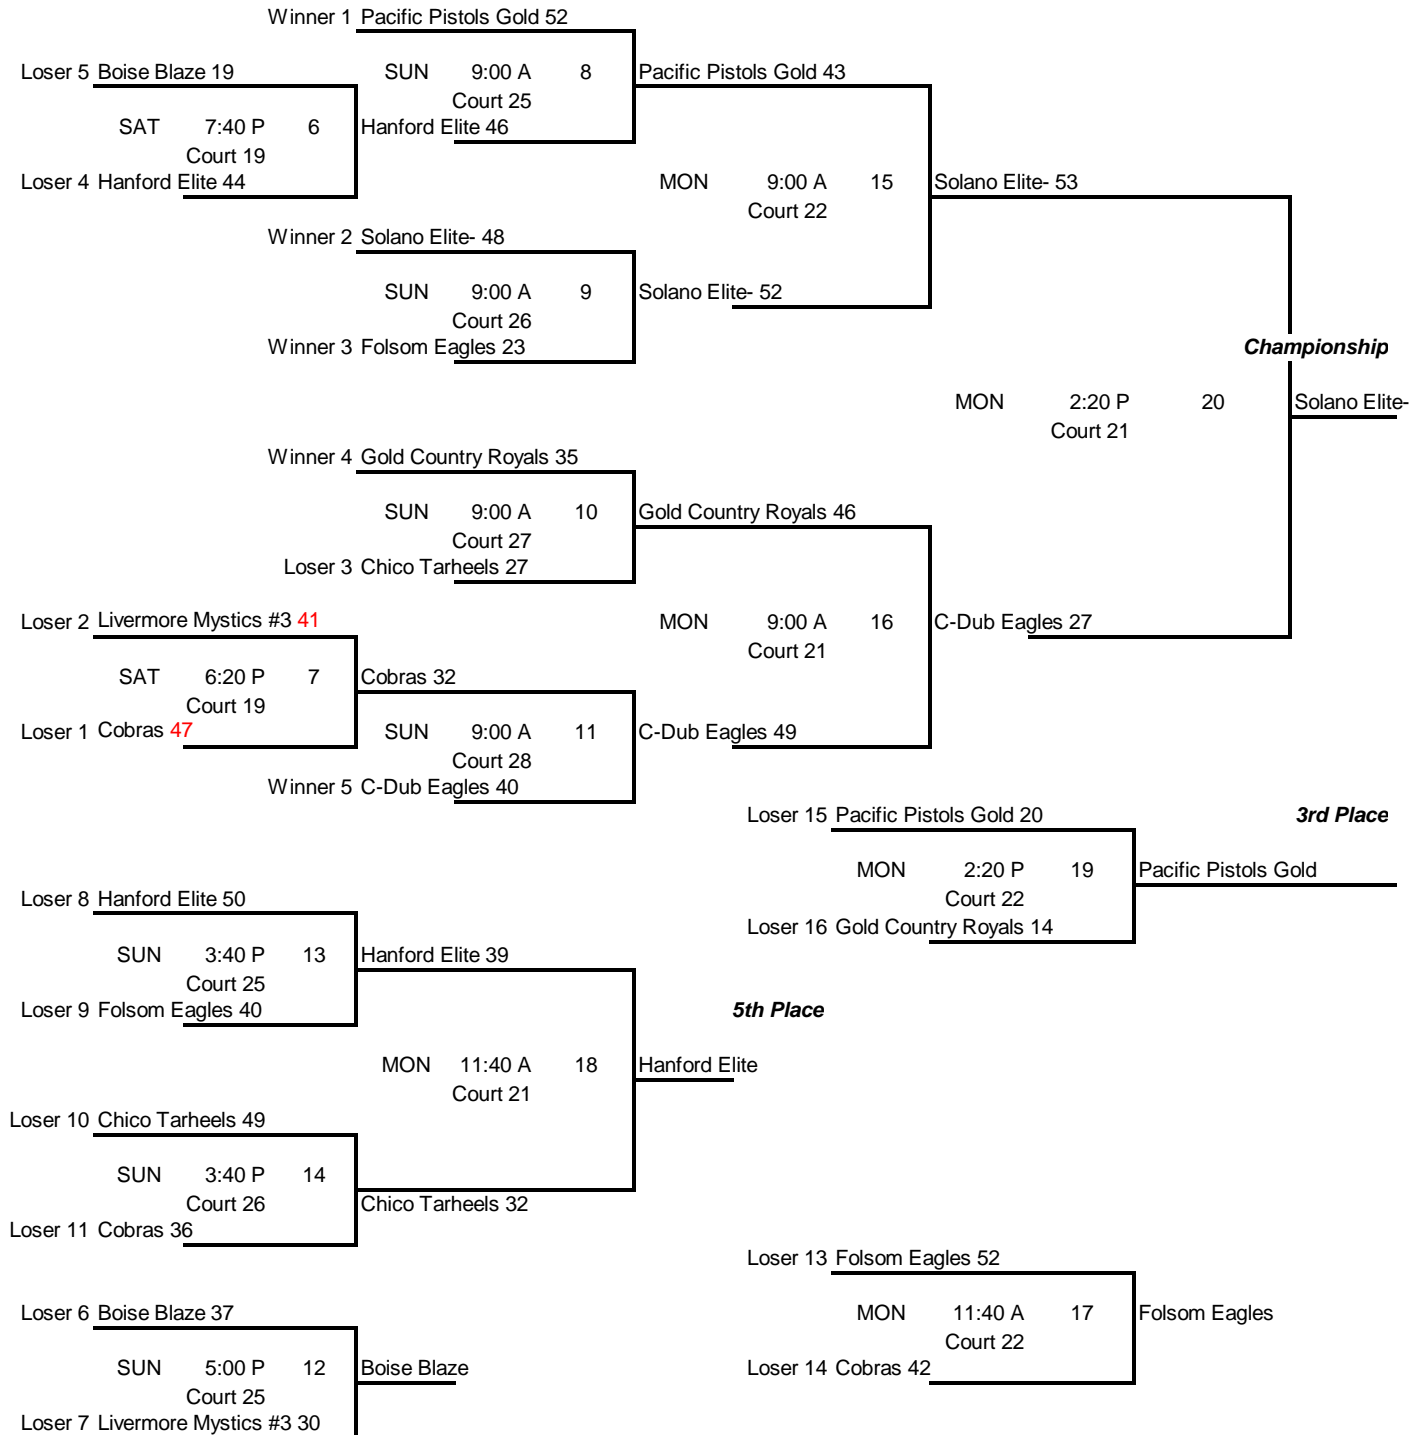 Winner 1 Pacific Pistols Gold 52
Loser 5 Boise Blaze 19 SUN 9:00 A 8 Pacific Pistols Gold 43
Court 25
SAT 7:40 P 6 Hanford Elite 46
Court 19
Loser 4 Hanford Elite 44 MON 9:00 A 15 Solano Elite- 53
Court 22
Winner 2 Solano Elite- 48
SUN 9:00 A 9 Solano Elite- 52
Court 26
Winner 3 Folsom Eagles 23 Championship
MON 2:20 P 20 Solano Elite-
Court 21
Winner 4 Gold Country Royals 35
SUN 9:00 A 10 Gold Country Royals 46
Court 27
Loser 3 Chico Tarheels 27
Loser 2 Livermore Mystics #3 41 MON 9:00 A 16 C-Dub Eagles 27
Court 21
SAT 6:20 P 7 Cobras 32
Court 19
Loser 1 Cobras 47 SUN 9:00 A 11 C-Dub Eagles 49
Court 28
Winner 5 C-Dub Eagles 40
Loser 15 Pacific Pistols Gold 20 3rd Place
MON 2:20 P 19 Pacific Pistols Gold
Loser 8 Hanford Elite 50 Court 22
Loser 16 Gold Country Royals 14
SUN 3:40 P 13 Hanford Elite 39
Court 25
Loser 9 Folsom Eagles 40 5th Place
MON 11:40 A 18 Hanford Elite
Court 21
Loser 10 Chico Tarheels 49
SUN 3:40 P 14
Court 26 Chico Tarheels 32
Loser 11 Cobras 36
Loser 13 Folsom Eagles 52
Loser 6 Boise Blaze 37 MON 11:40 A 17 Folsom Eagles
Court 22
SUN 5:00 P 12 Boise Blaze Loser 14 Cobras 42
Court 25
Loser 7 Livermore Mystics #3 30